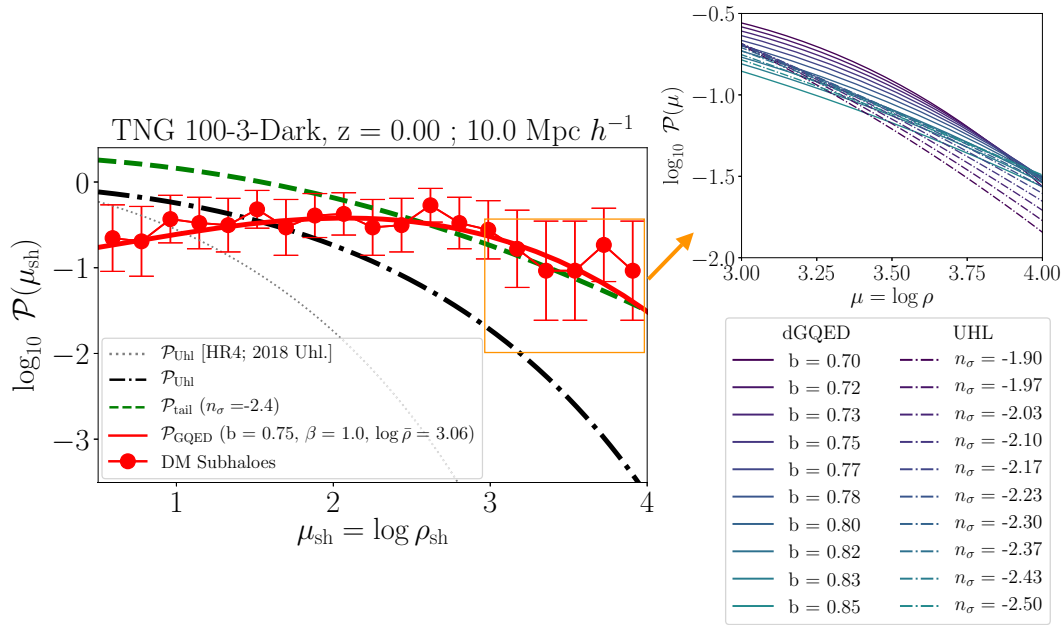 TNG 100-3-Dark, z = 0.00 ; 10.0 Mpc h⁻¹
log₁₀ P(μ_sh)
0
−1
−2
−3
1
2
3
4
μ_sh = log ρ_sh
P_Uhl [HR4; 2018 Uhl.]
P_Uhl
P_tail (n_σ =-2.4)
P_GQED (b = 0.75, β = 1.0, log ρ̄ = 3.06)
DM Subhaloes
log₁₀ P(μ)
−0.5
−1.0
−1.5
−2.0
3.00
3.25
3.50
3.75
4.00
μ = log ρ
dGQED UHL
b = 0.70 n_σ = -1.90
b = 0.72 n_σ = -1.97
b = 0.73 n_σ = -2.03
b = 0.75 n_σ = -2.10
b = 0.77 n_σ = -2.17
b = 0.78 n_σ = -2.23
b = 0.80 n_σ = -2.30
b = 0.82 n_σ = -2.37
b = 0.83 n_σ = -2.43
b = 0.85 n_σ = -2.50